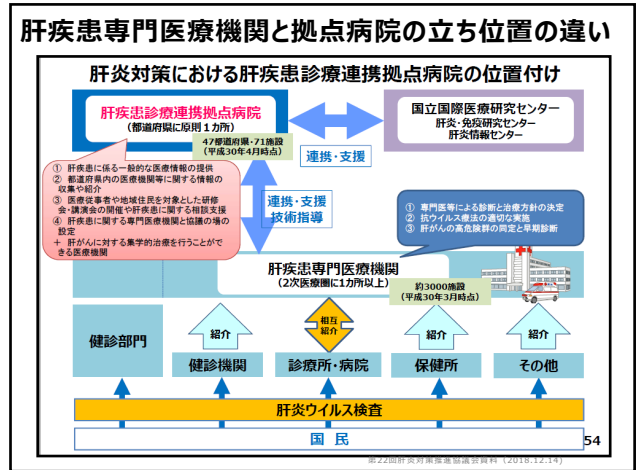 肝疾患専門医療機関と拠点病院の立ち位置の違い
肝炎対策における肝疾患診療連携拠点病院の位置付け
肝疾患診療連携拠点病院
(都道府県に原則1カ所)
国立国際医療研究センター
肝炎・免疫研究センター
肝炎情報センター
47都道府県・71施設
(平成30年4月時点)
連携・支援
① 肝疾患に係る一般的な医療情報の提供
② 都道府県内の医療機関等に関する情報の
収集や紹介
③ 医療従事者や地域住民を対象とした研修
会・講演会の開催や肝疾患に関する相談支援
④ 肝疾患に関する専門医療機関と協議の場の
設定
+ 肝がんに対する集学的治療を行うことがで
きる医療機関
連携・支援
技術指導
① 専門医等による診断と治療方針の決定
② 抗ウイルス療法の適切な実施
③ 肝がんの高危険群の同定と早期診断
肝疾患専門医療機関
(2次医療圏に1カ所以上)
約3000施設
(平成30年3月時点)
健診部門
紹介
相互
紹介
紹介
紹介
健診機関
診療所・病院
保健所
その他
肝炎ウイルス検査
国 民
54
第22回肝炎対策推進協議会資料(2018.12.14)